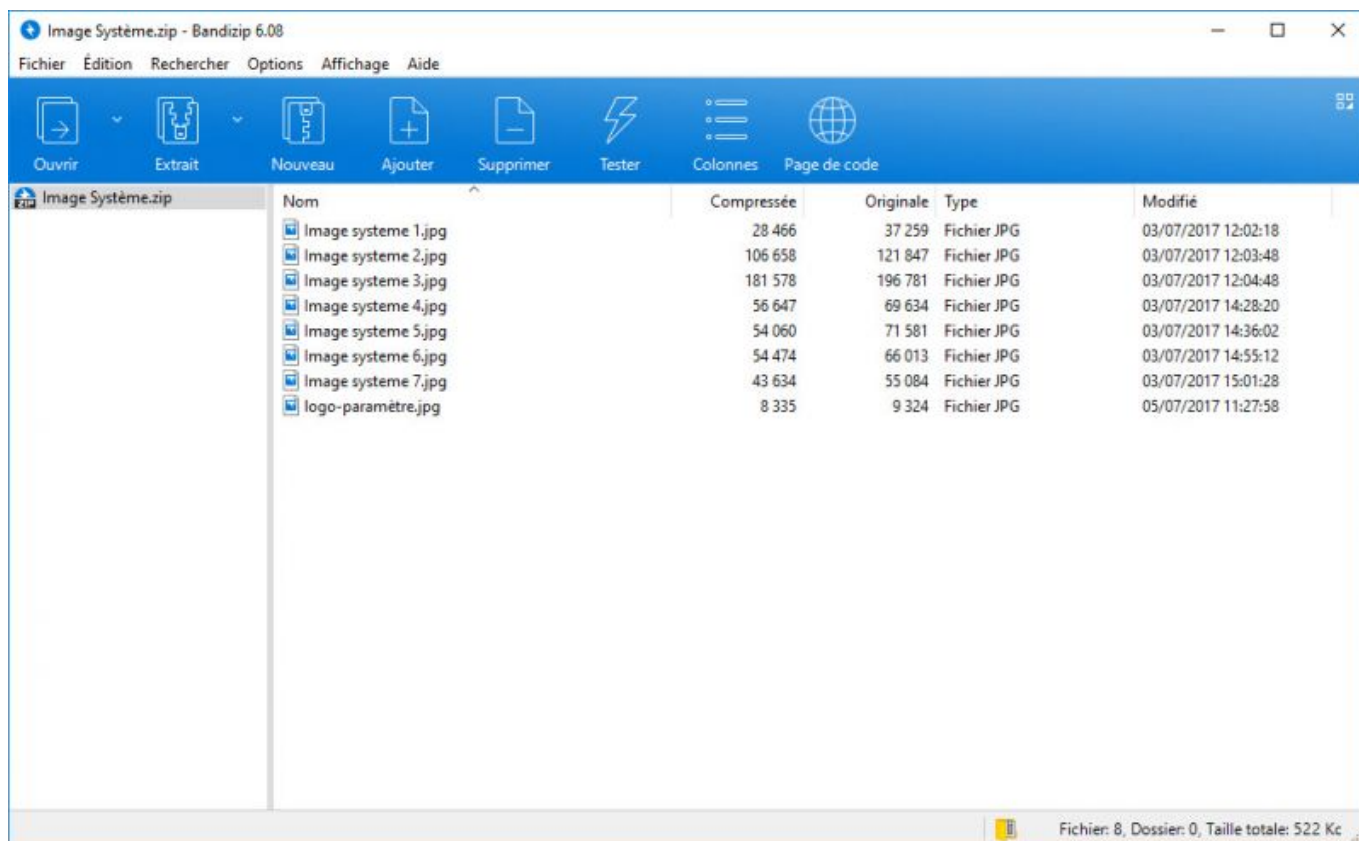 Image Système.zip - Bandizip 6.08
Fichier Édition Rechercher Options Affichage Aide
Ouvrir Extrait Nouveau Ajouter Supprimer Tester Colonnes Page de code
Image Système.zip
Nom Compressée Originale Type Modifié
Image systeme 1.jpg 28 466 37 259 Fichier JPG 03/07/2017 12:02:18
Image systeme 2.jpg 106 658 121 847 Fichier JPG 03/07/2017 12:03:48
Image systeme 3.jpg 181 578 196 781 Fichier JPG 03/07/2017 12:04:48
Image systeme 4.jpg 56 647 69 634 Fichier JPG 03/07/2017 14:28:20
Image systeme 5.jpg 54 060 71 581 Fichier JPG 03/07/2017 14:36:02
Image systeme 6.jpg 54 474 66 013 Fichier JPG 03/07/2017 14:55:12
Image systeme 7.jpg 43 634 55 084 Fichier JPG 03/07/2017 15:01:28
logo-paramètre.jpg 8 335 9 324 Fichier JPG 05/07/2017 11:27:58
Fichier: 8, Dossier: 0, Taille totale: 522 Kc